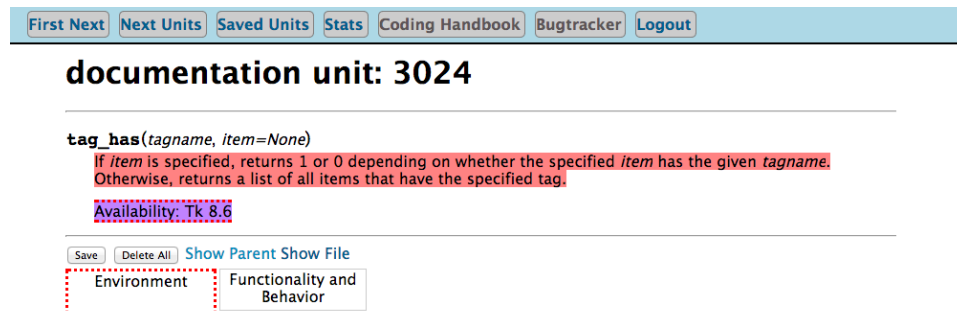 First Next Next Units Saved Units Stats Coding Handbook Bugtracker Logout
documentation unit: 3024
tag_has(tagname, item=None)
If item is specified, returns 1 or 0 depending on whether the specified item has the given tagname.
Otherwise, returns a list of all items that have the specified tag.
Availability: Tk 8.6
Save Delete All Show Parent Show File
Environment Functionality and
Behavior